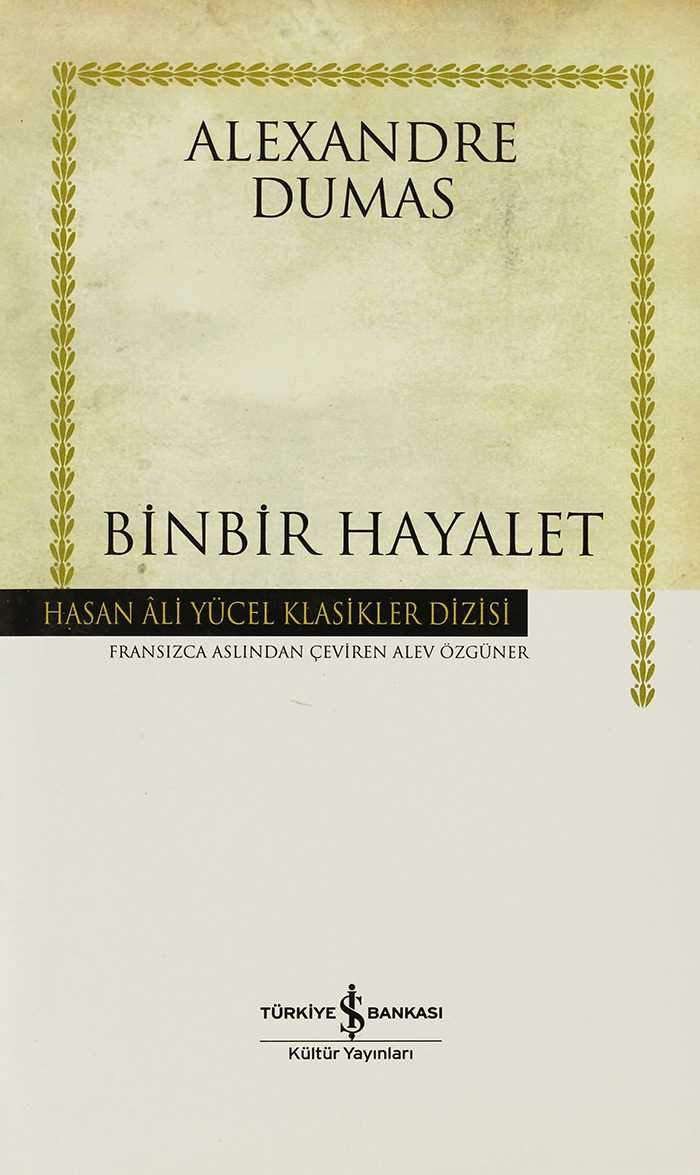 ALEXANDRE
DUMAS
BİNBİR HAYALET
HASAN ÂLİ YÜCEL KLASİKLER DİZİSİ
FRANSIZCA ASLINDAN ÇEVİREN ALEV ÖZGÜNER
TÜRKİYE İŞ BANKASI
Kültür Yayınları